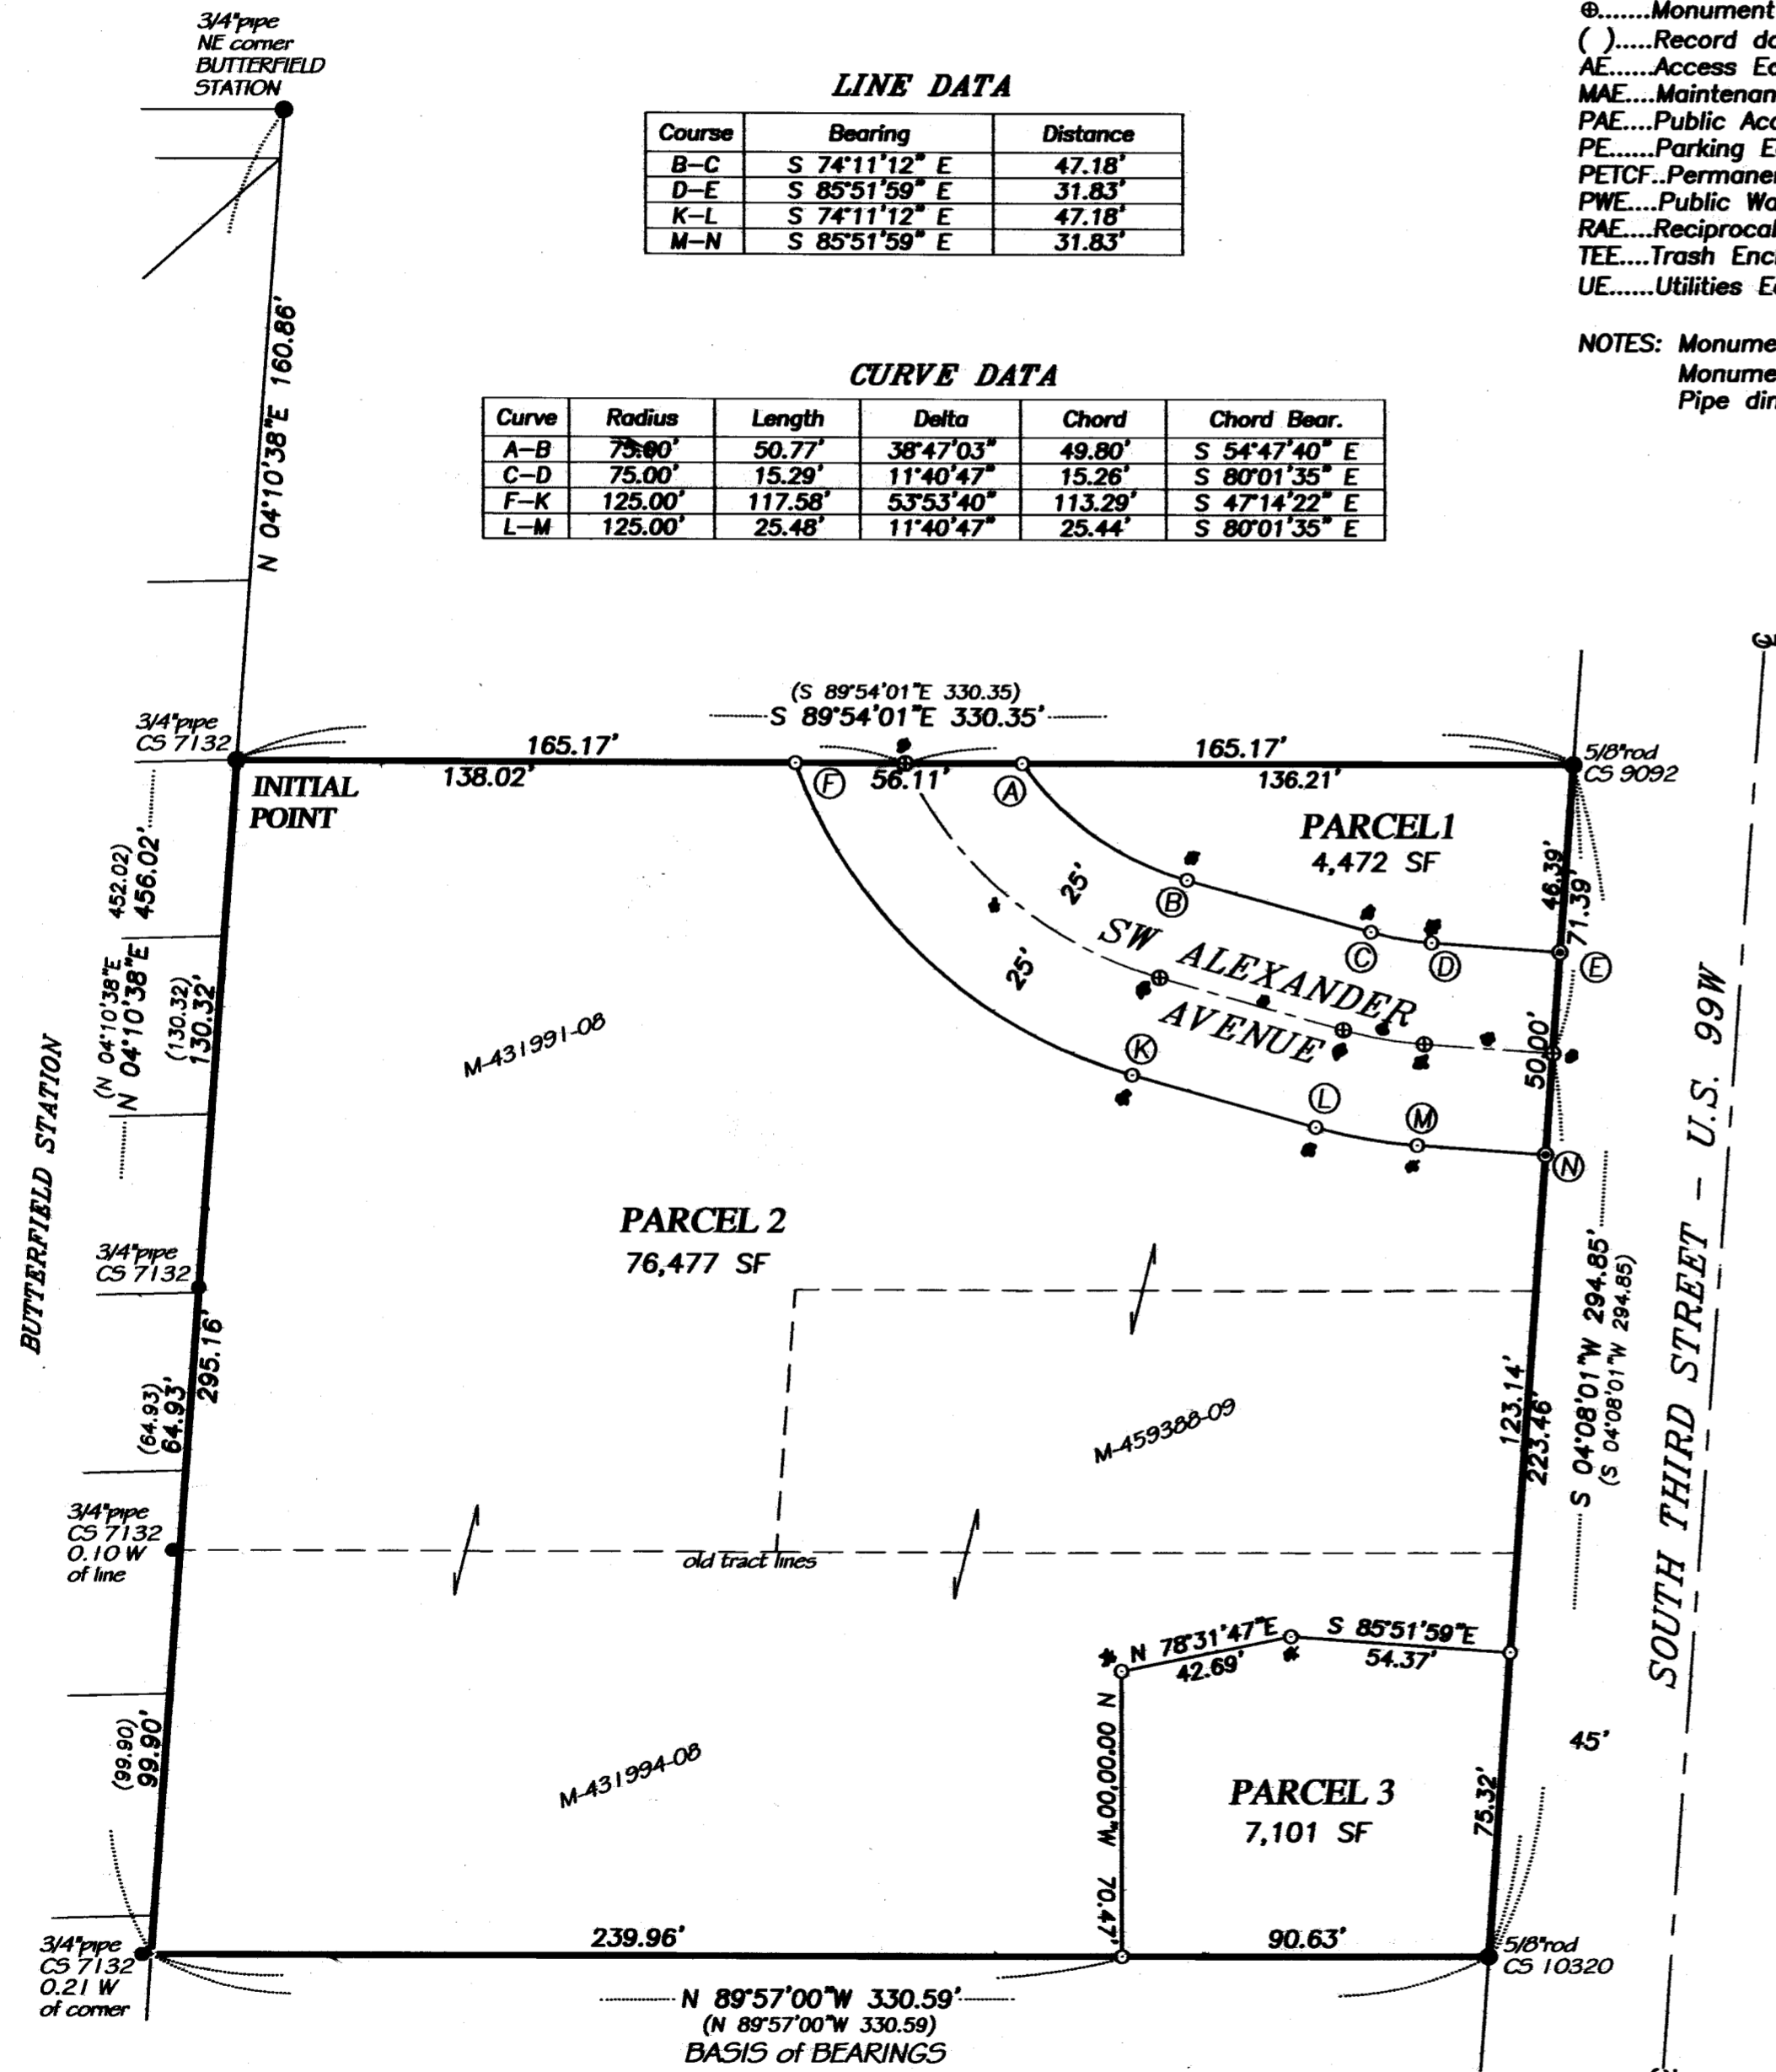 3/4"pipe
NE corner
BUTTERFIELD
STATION
LINE DATA
Course Bearing Distance
B-C S 74°11'12" E 47.18'
D-E S 85°51'59" E 31.83'
K-L S 74°11'12" E 47.18'
M-N S 85°51'59" E 31.83'
⊕.......Monument
( ).....Record da
AE......Access Ea
MAE....Maintenan
PAE....Public Acc
PE......Parking E
PETCF..Permaner
PWE....Public Wa
RAE....Reciprocal
TEE....Trash Enc
UE......Utilities Ea
NOTES: Monume
Monume
Pipe din
N 04°10'38"E 160.86'
CURVE DATA
Curve Radius Length Delta Chord Chord Bear.
A-B 75.00' 50.77' 38°47'03" 49.80' S 54°47'40" E
C-D 75.00' 15.29' 11°40'47" 15.26' S 80°01'35" E
F-K 125.00' 117.58' 53°53'40" 113.29' S 47°14'22" E
L-M 125.00' 25.48' 11°40'47" 25.44' S 80°01'35" E
(S 89°54'01"E 330.35)
S 89°54'01"E 330.35'
3/4"pipe
CS 7132
165.17'
165.17'
138.02'
56.11'
136.21'
5/8"rod
CS 9092
INITIAL
POINT
F
A
PARCEL 1
4,472 SF
46.39'
71.39'
25'
25'
B
C
D
E
SW ALEXANDER
AVENUE
50.00'
K
L
M
N
452.02)
456.02'
(N 04°10'38"E
N 04°10'38"E
(130.32)
130.32'
M-431991-08
BUTTERFIELD STATION
PARCEL 2
76,477 SF
3/4"pipe
CS 7132
295.16'
(64.93)
64.93'
M-459388-09
123.14'
223.46'
S 04°08'01"W 294.85'
(S 04°08'01"W 294.85)
SOUTH THIRD STREET - U.S. 99W
3/4"pipe
CS 7132
0.10 W
of line
old tract lines
N 78°31'47"E
42.69'
S 85°51'59"E
54.37'
N 00°00'00"W 70.47'
(99.90)
99.90'
M-431994-08
PARCEL 3
7,101 SF
75.32'
45'
3/4"pipe
CS 7132
0.21 W
of corner
239.96'
90.63'
5/8"rod
CS 10320
N 89°57'00"W 330.59'
(N 89°57'00"W 330.59)
BASIS of BEARINGS